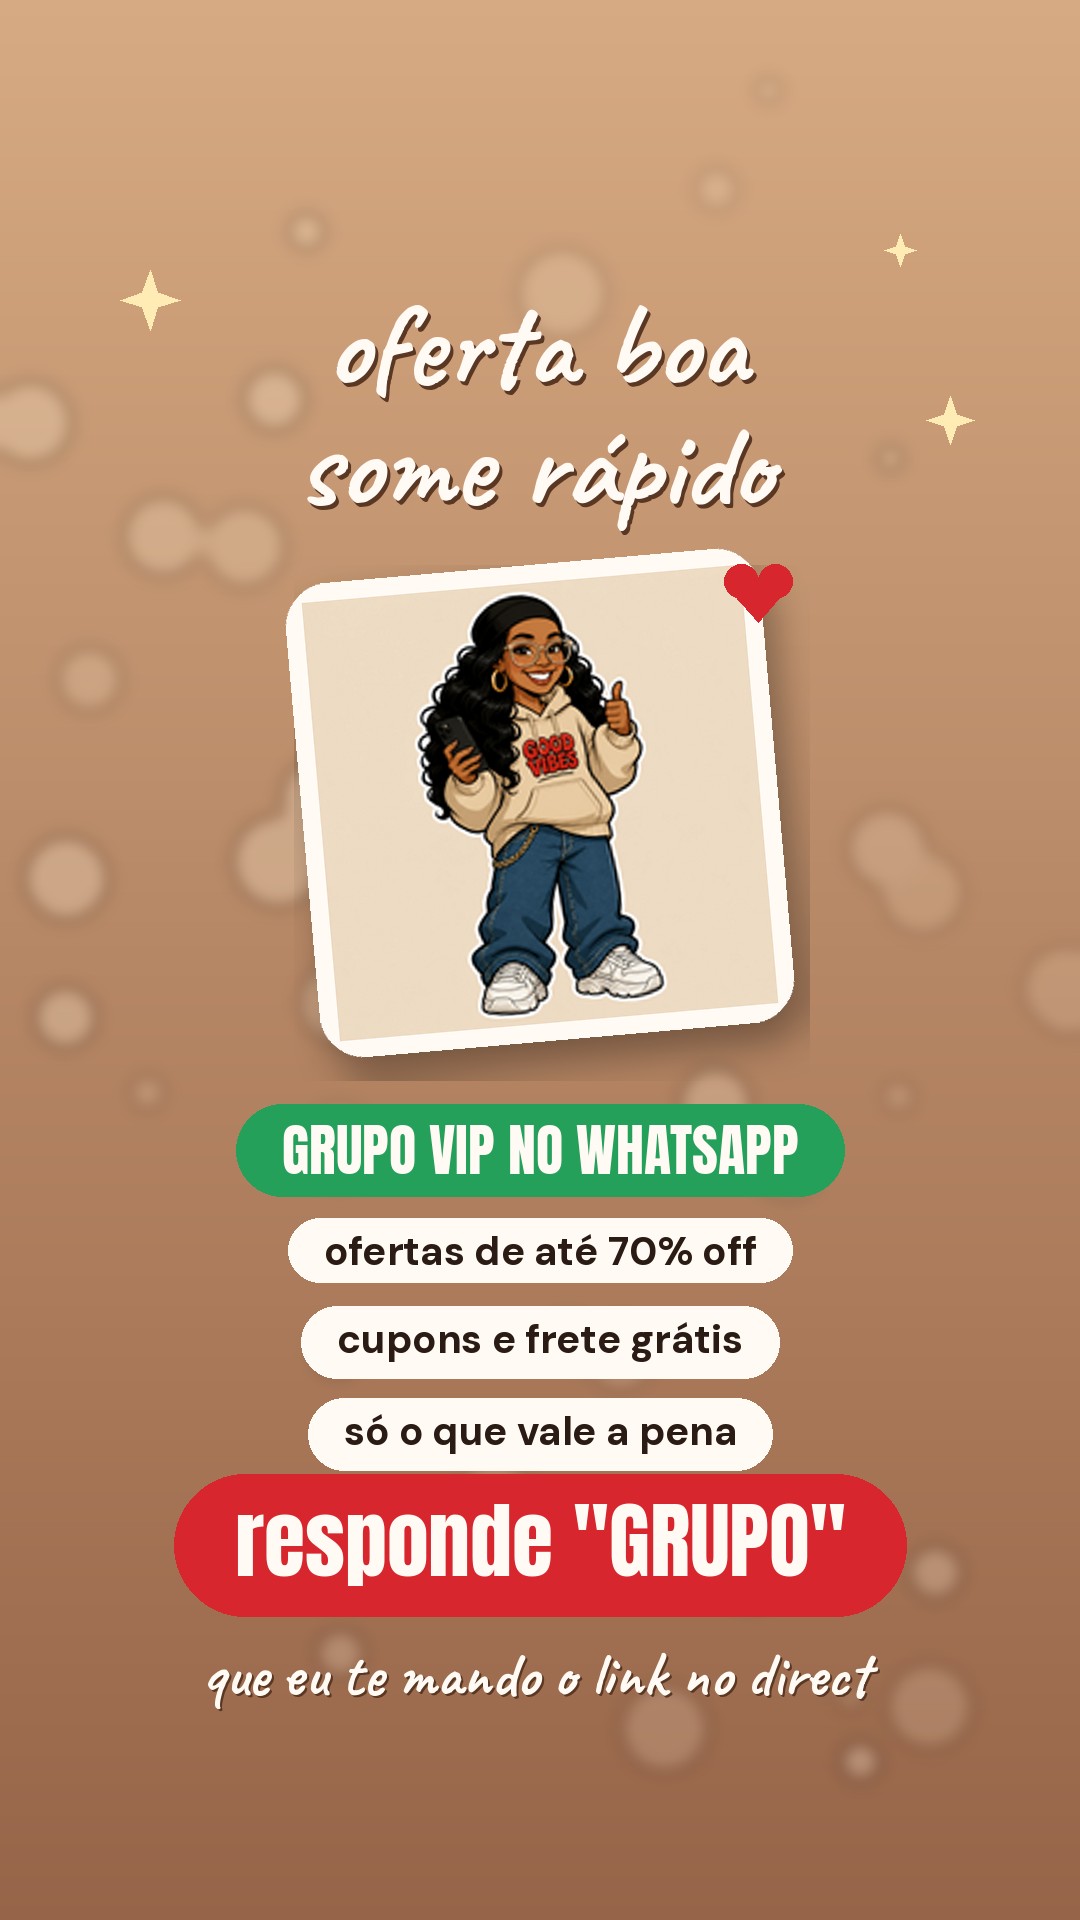 oferta boa
some rápido
GOOD
VIBES
GRUPO VIP NO WHATSAPP
ofertas de até 70% off
cupons e frete grátis
só o que vale a pena
responde "GRUPO"
que eu te mando o link no direct